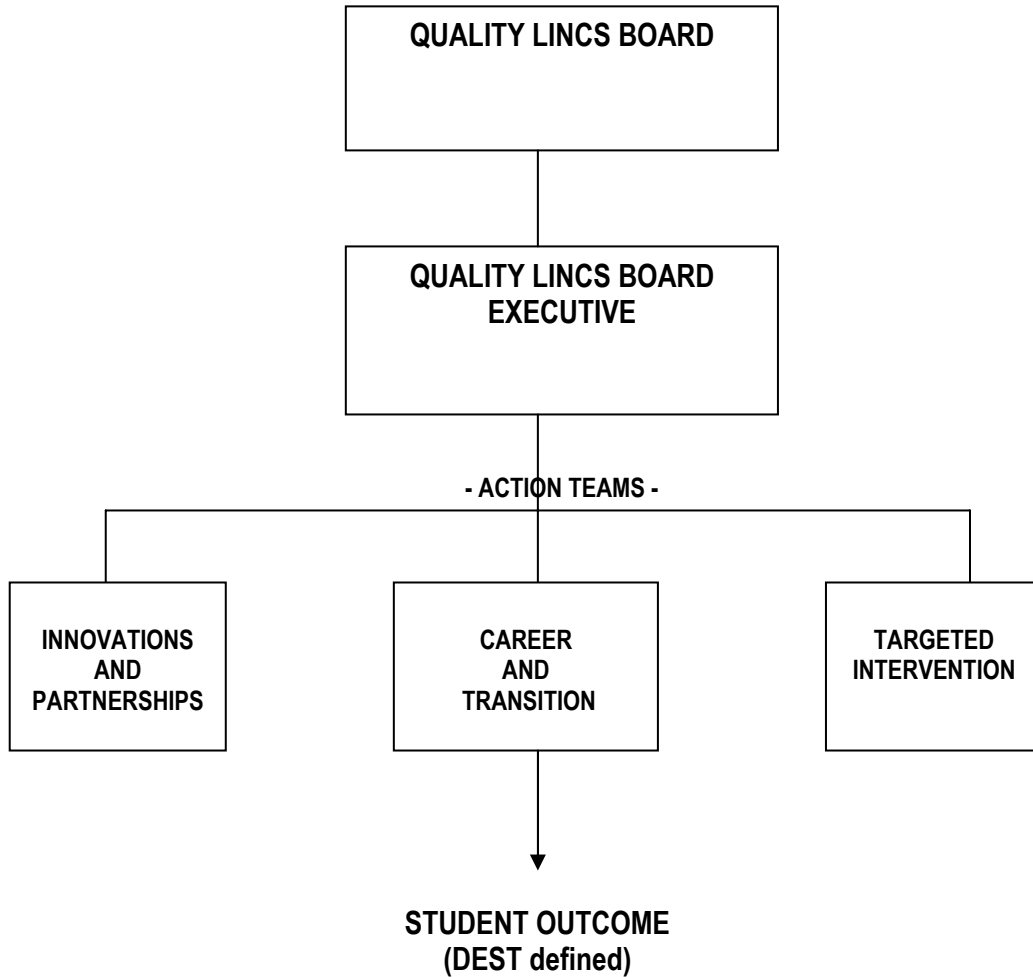 QUALITY LINCS BOARD
QUALITY LINCS BOARD
EXECUTIVE
- ACTION TEAMS -
INNOVATIONS
AND
PARTNERSHIPS
CAREER
AND
TRANSITION
TARGETED
INTERVENTION
STUDENT OUTCOME
(DEST defined)